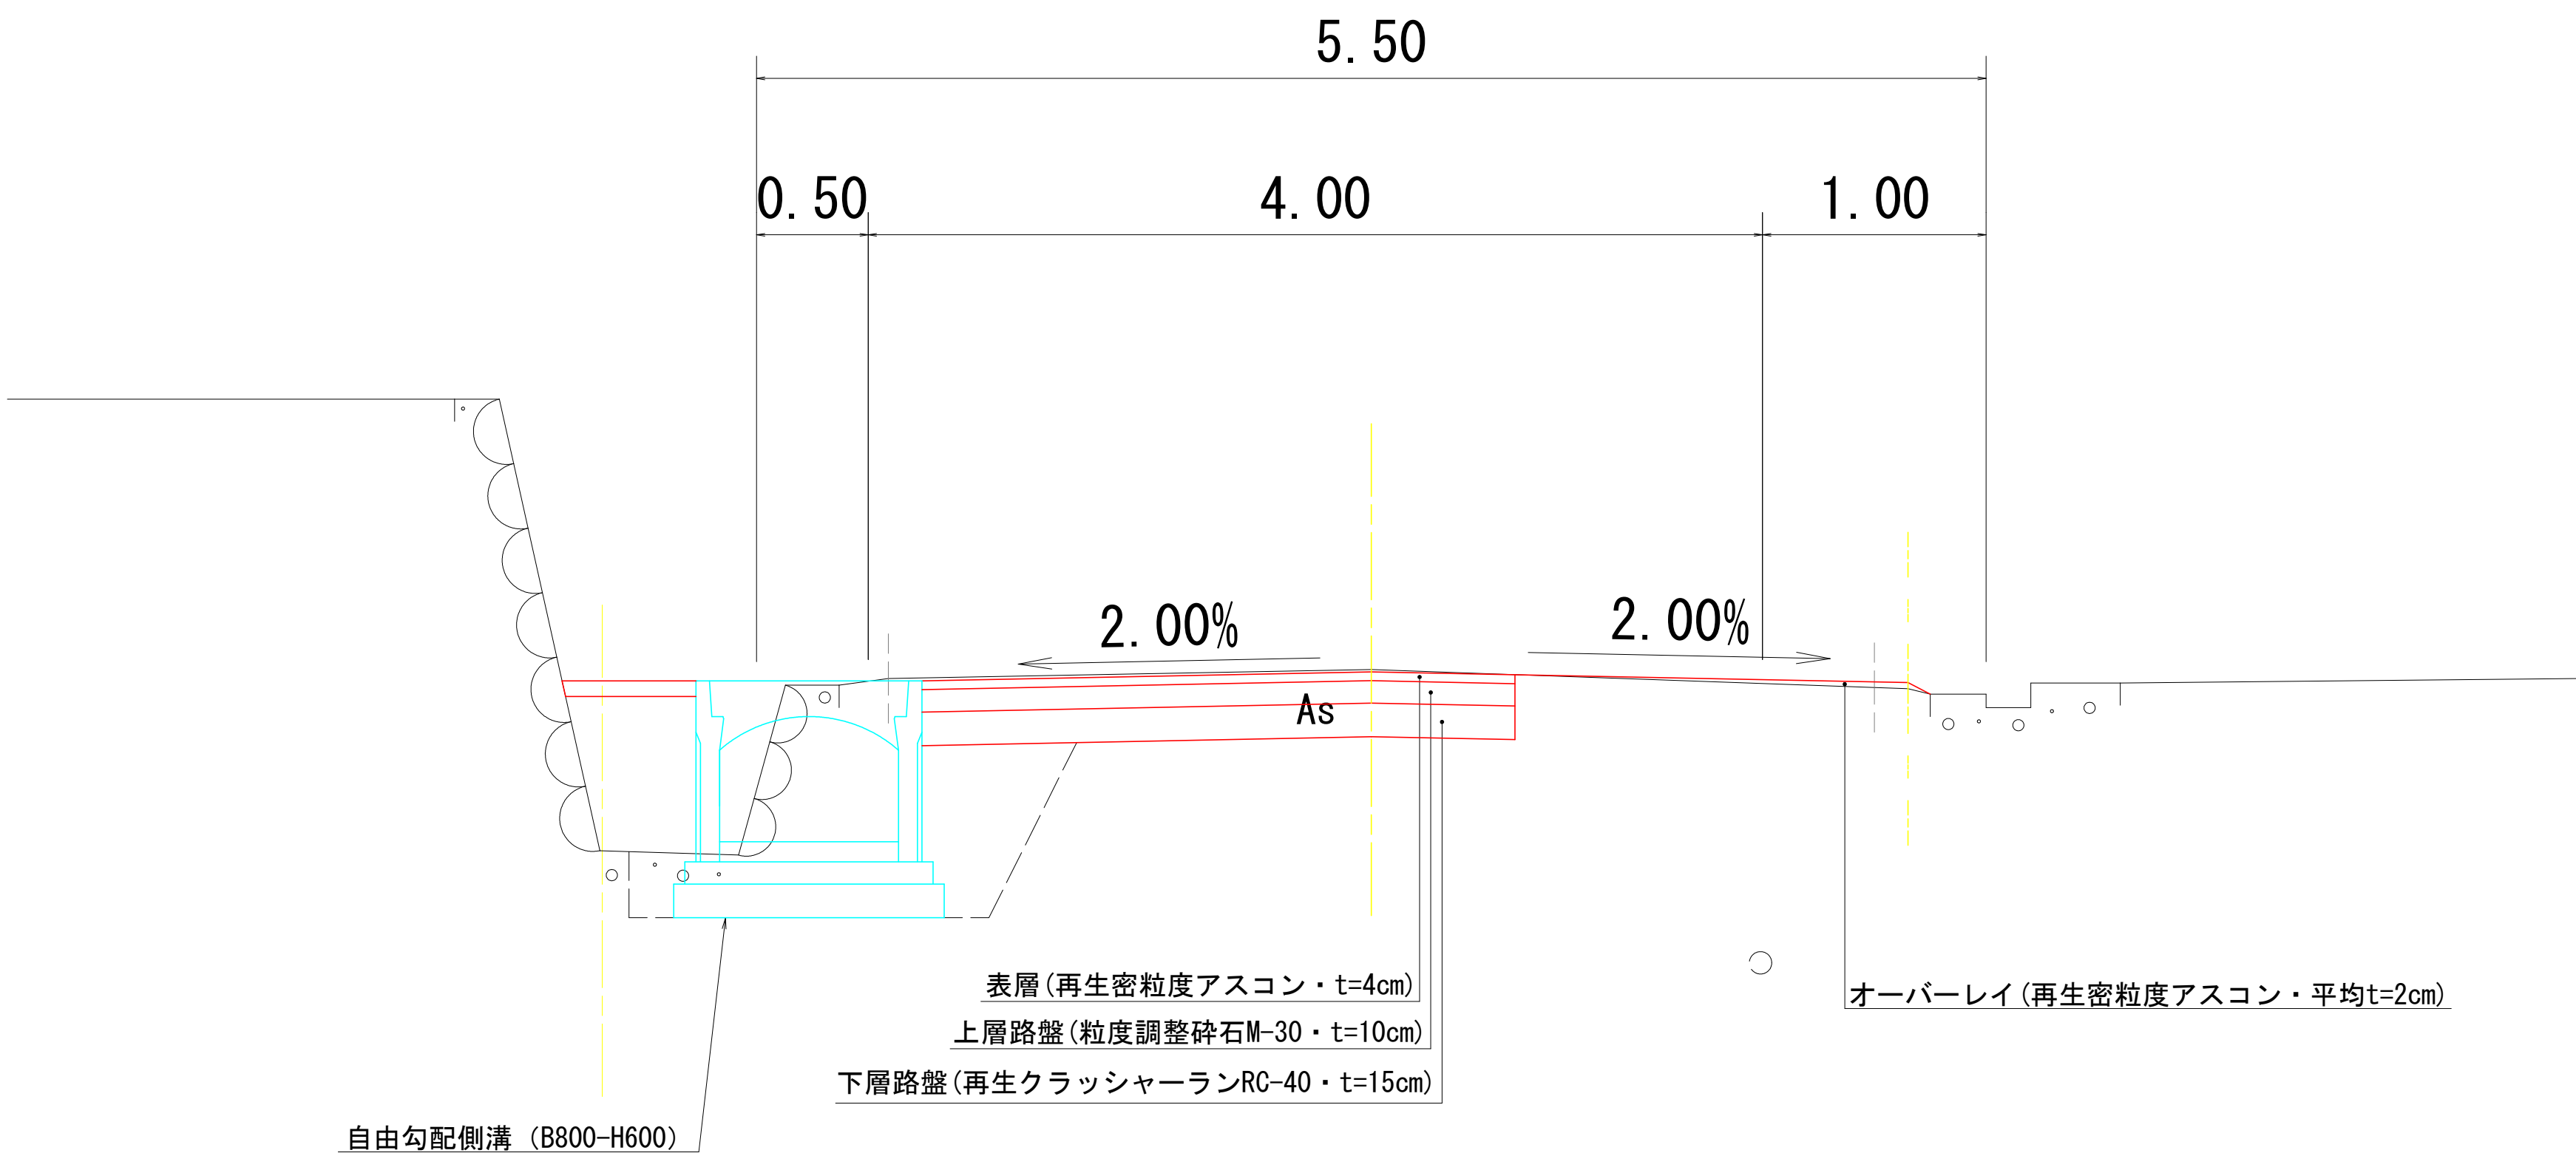 5.50
0.50
4.00
1.00
2.00%
2.00%
As
表層(再生密粒度アスコン・t=4cm)
オーバーレイ(再生密粒度アスコン・平均t=2cm)
上層路盤(粒度調整砕石M-30・t=10cm)
下層路盤(再生クラッシャーランRC-40・t=15cm)
自由勾配側溝 (B800-H600)